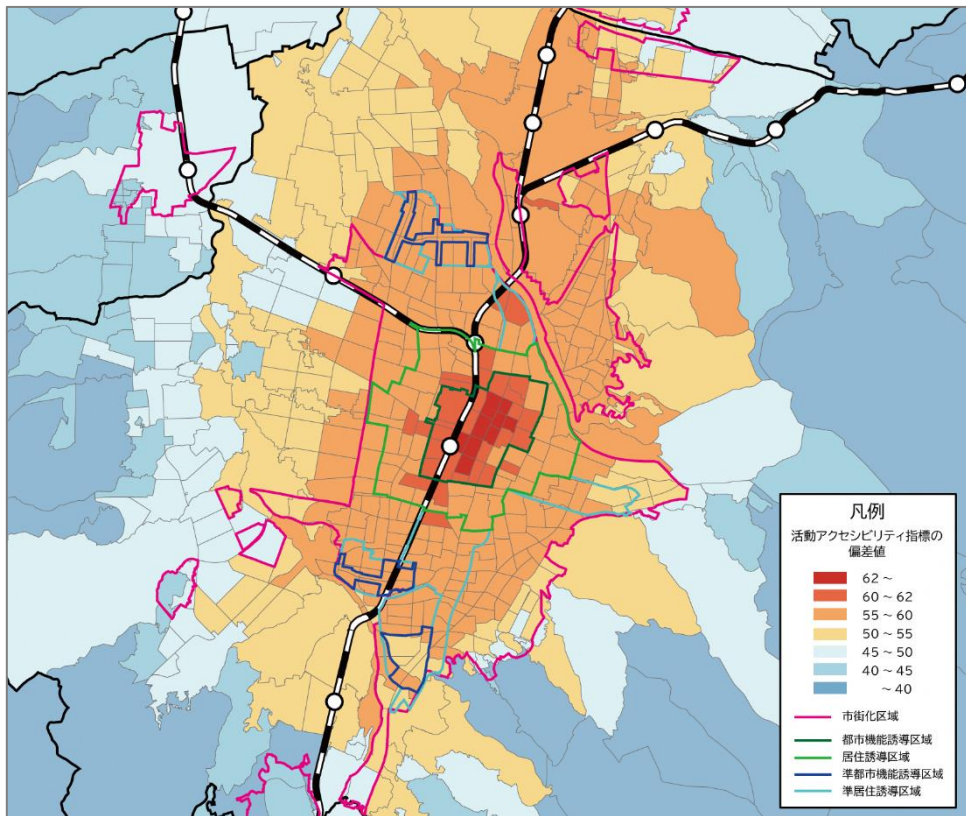 凡例
活動アクセシビリティ指標の
偏差値
62～
60～62
55～60
50～55
45～50
40～45
～40
市街化区域
都市機能誘導区域
居住誘導区域
準都市機能誘導区域
準居住誘導区域